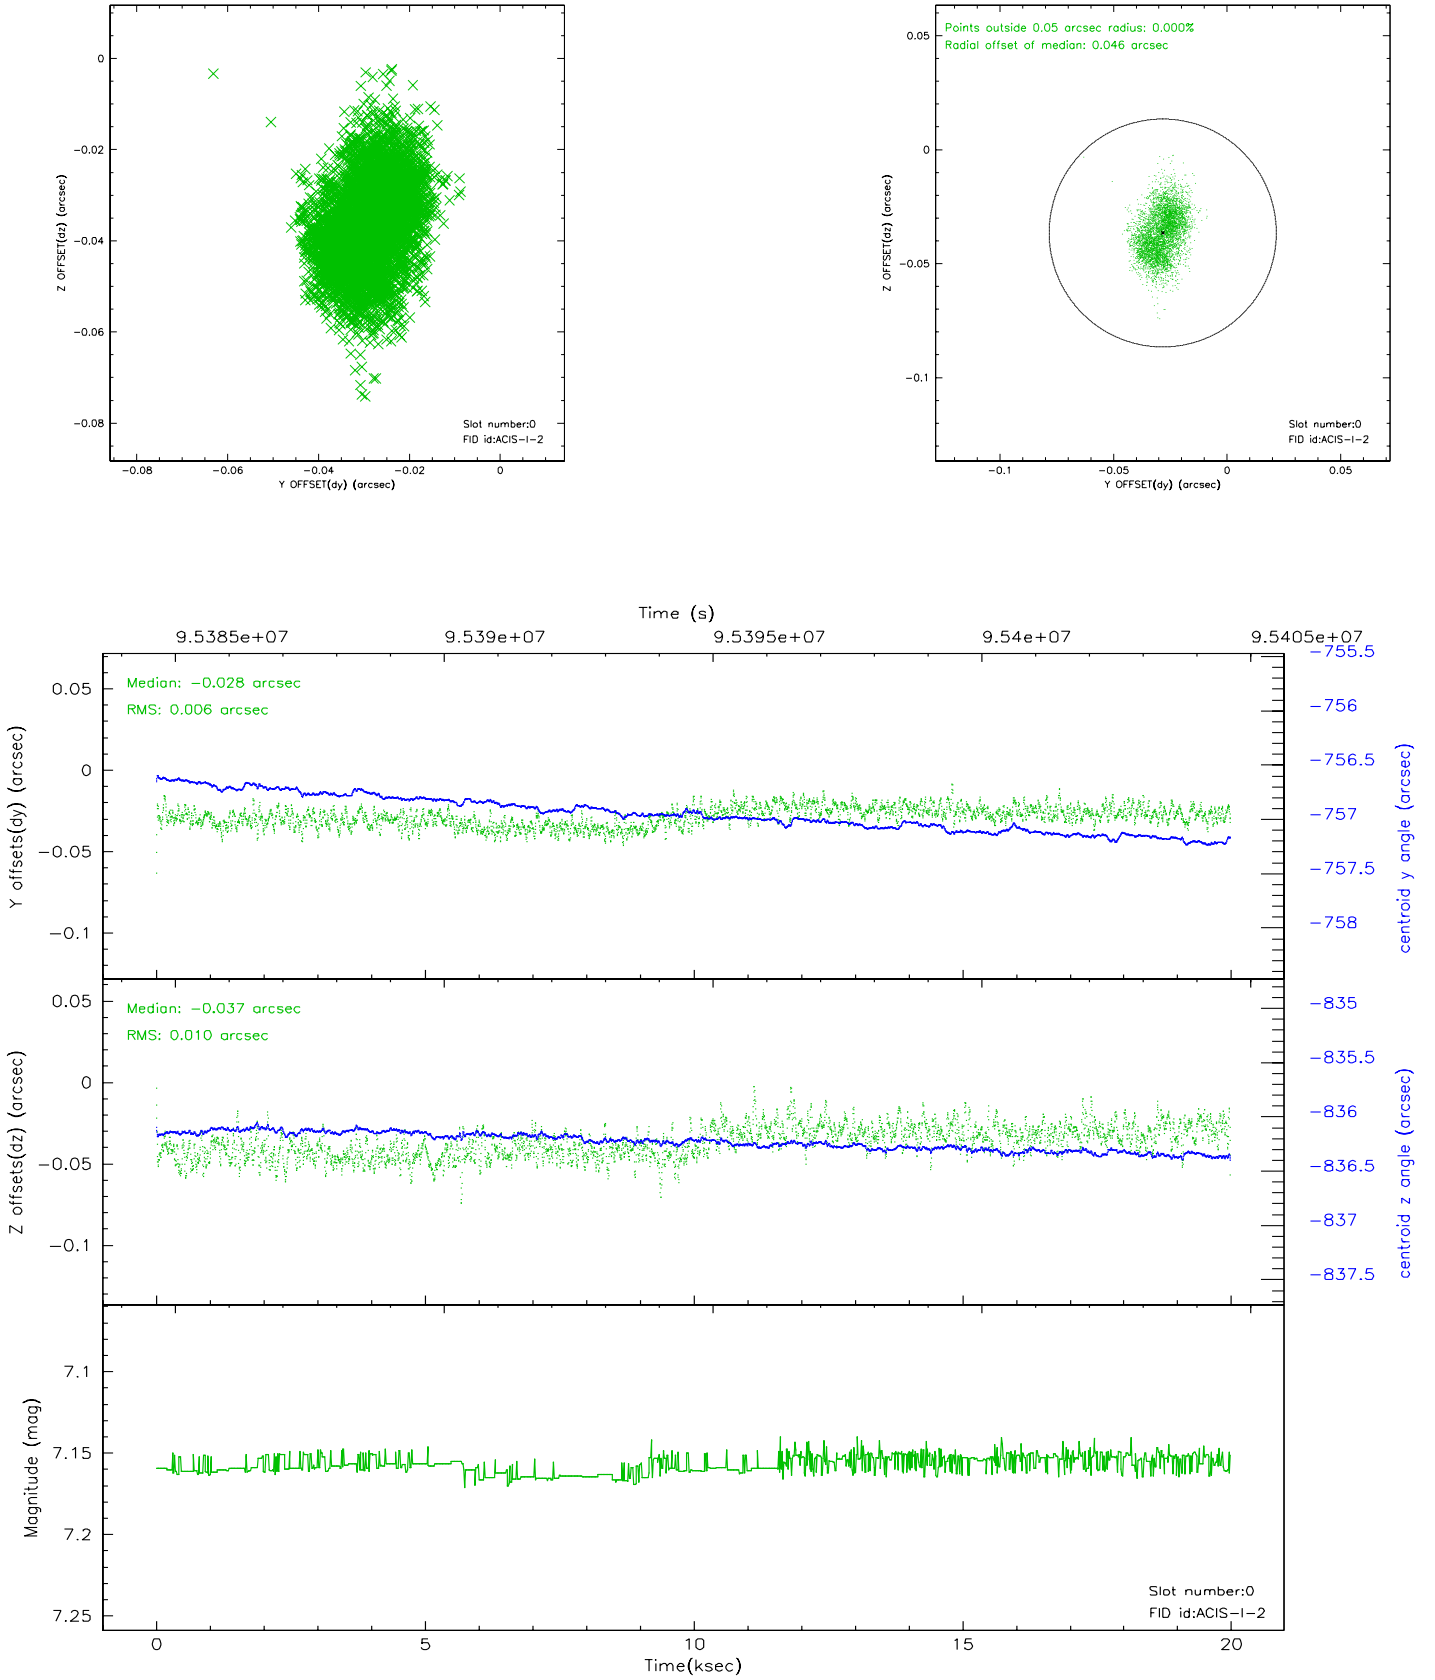 0
-0.02
-0.04
-0.06
-0.08
Z OFFSET(dz) (arcsec)
Slot number:0
FID id:ACIS-I-2
-0.08 -0.06 -0.04 -0.02 0
Y OFFSET(dy) (arcsec)
Points outside 0.05 arcsec radius: 0.000%
Radial offset of median: 0.046 arcsec
0.05
0
-0.05
-0.1
Z OFFSET(dz) (arcsec)
Slot number:0
FID id:ACIS-I-2
-0.1 -0.05 0 0.05
Y OFFSET(dy) (arcsec)
Time (s)
9.5385e+07 9.539e+07 9.5395e+07 9.54e+07 9.5405e+07
Median: -0.028 arcsec
RMS: 0.006 arcsec
0.05
0
-0.05
-0.1
Y offsets(dy) (arcsec)
-755.5
-756
-756.5
-757
-757.5
-758
centroid y angle (arcsec)
Median: -0.037 arcsec
RMS: 0.010 arcsec
0.05
0
-0.05
-0.1
Z offsets(dz) (arcsec)
-835
-835.5
-836
-836.5
-837
-837.5
centroid z angle (arcsec)
7.1
7.15
7.2
7.25
Magnitude (mag)
Slot number:0
FID id:ACIS-I-2
0 5 10 15 20
Time(ksec)